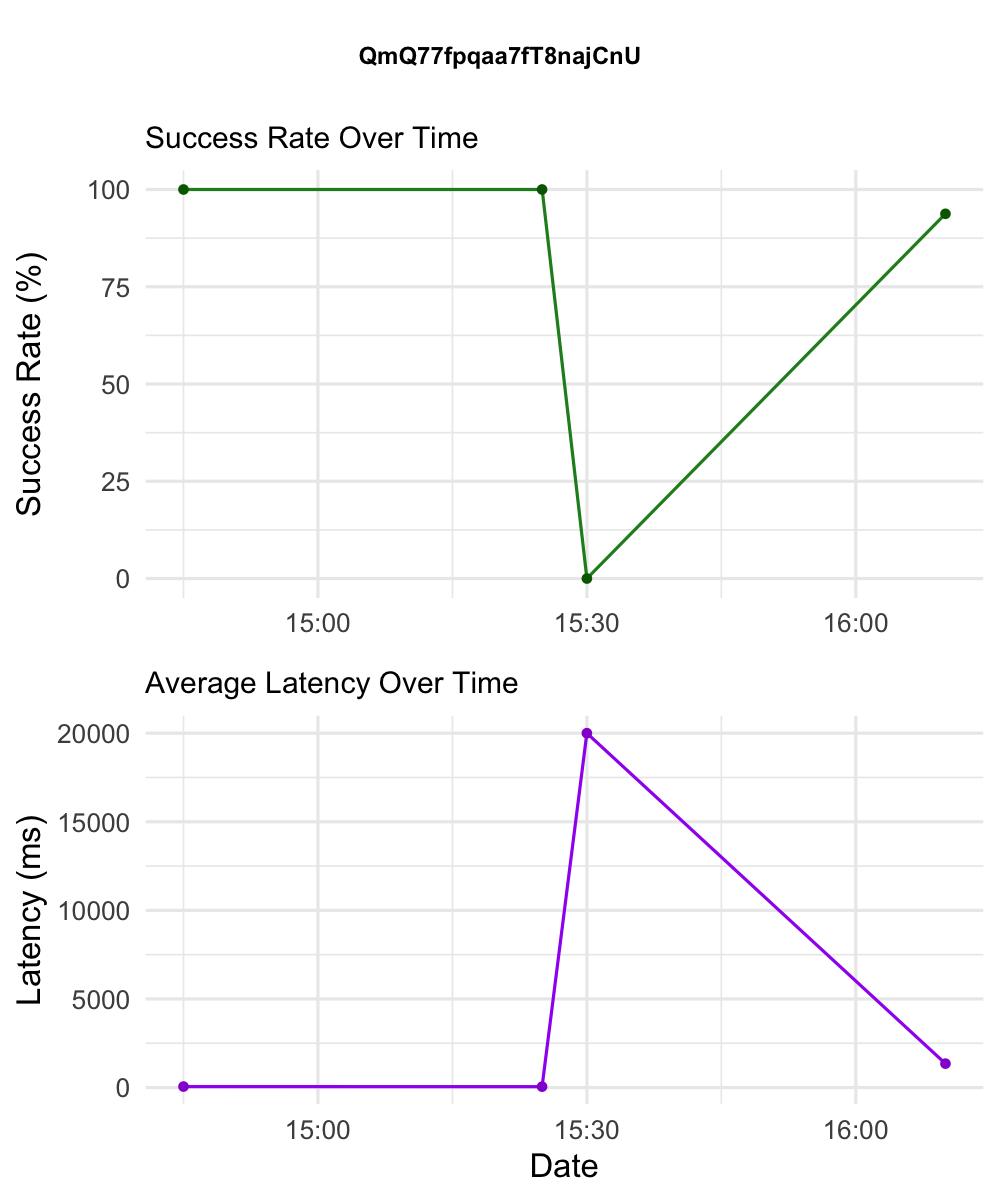 QmQ77fpqaa7fT8najCnU
Success Rate Over Time
Success Rate (%)
100
75
50
25
0
15:00 15:30 16:00
Average Latency Over Time
Latency (ms)
20000
15000
10000
5000
0
15:00 15:30 16:00
Date